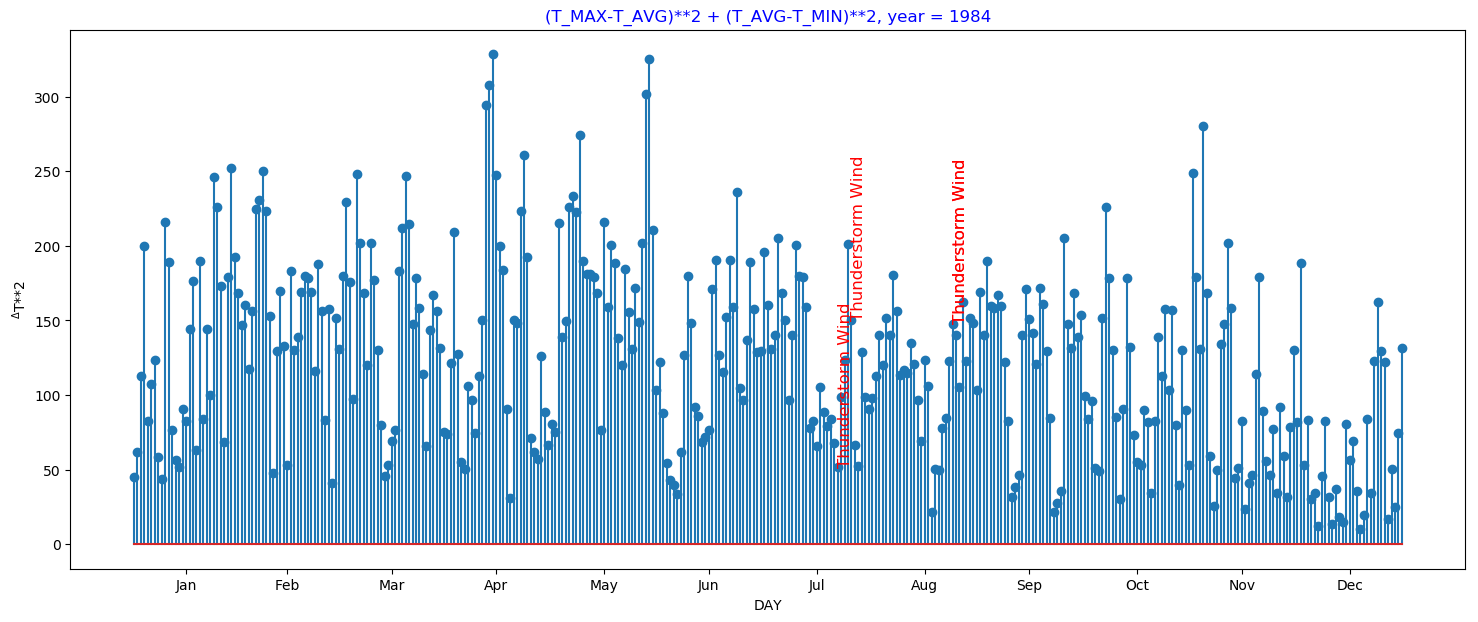 (T_MAX-T_AVG)**2 + (T_AVG-T_MIN)**2, year = 1984
ΔT**2
300
250
200
150
100
50
0
Thunderstorm Wind
Thunderstorm Wind
Thunderstorm Wind
Jan Feb Mar Apr May Jun Jul Aug Sep Oct Nov Dec
DAY